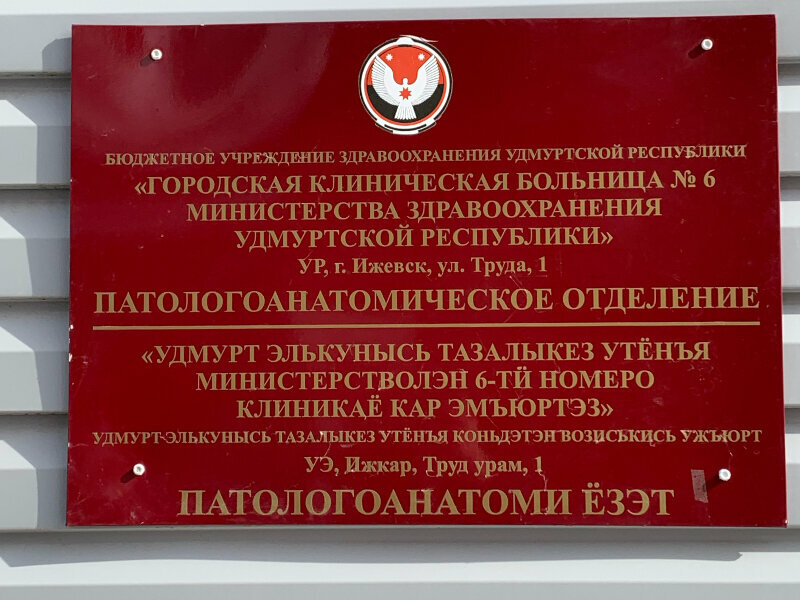 БЮДЖЕТНОЕ УЧРЕЖДЕНИЕ ЗДРАВООХРАНЕНИЯ УДМУРТСКОЙ РЕСПУБЛИКИ
«ГОРОДСКАЯ КЛИНИЧЕСКАЯ БОЛЬНИЦА № 6
МИНИСТЕРСТВА ЗДРАВООХРАНЕНИЯ
УДМУРТСКОЙ РЕСПУБЛИКИ»
УР, г. Ижевск, ул. Труда, 1
ПАТОЛОГОАНАТОМИЧЕСКОЕ ОТДЕЛЕНИЕ
«УДМУРТ ЭЛЬКУНЫСЬ ТАЗАЛЫКЕЗ УТЁНЪЯ
МИНИСТЕРСТВОЛЭН 6-ТӤ НОМЕРО
КЛИНИКАЁ КАР ЭМЪЮРТЭЗ»
УДМУРТ ЭЛЬКУНЫСЬ ТАЗАЛЫКЕЗ УТЁНЪЯ КОНЬДЭТЭН ВОЗИСЬКИСЬ УЖЪЮРТ
УЭ, Ижкар, Труд урам, 1
ПАТОЛОГОАНАТОМИ ЁЗЭТ